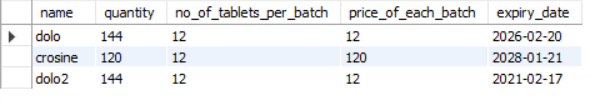 name quantity no_of_tablets_per_batch price_of_each_batch expiry_date
dolo 144 12 12 2026-02-20
crosine 120 12 120 2028-01-21
dolo2 144 12 12 2021-02-17